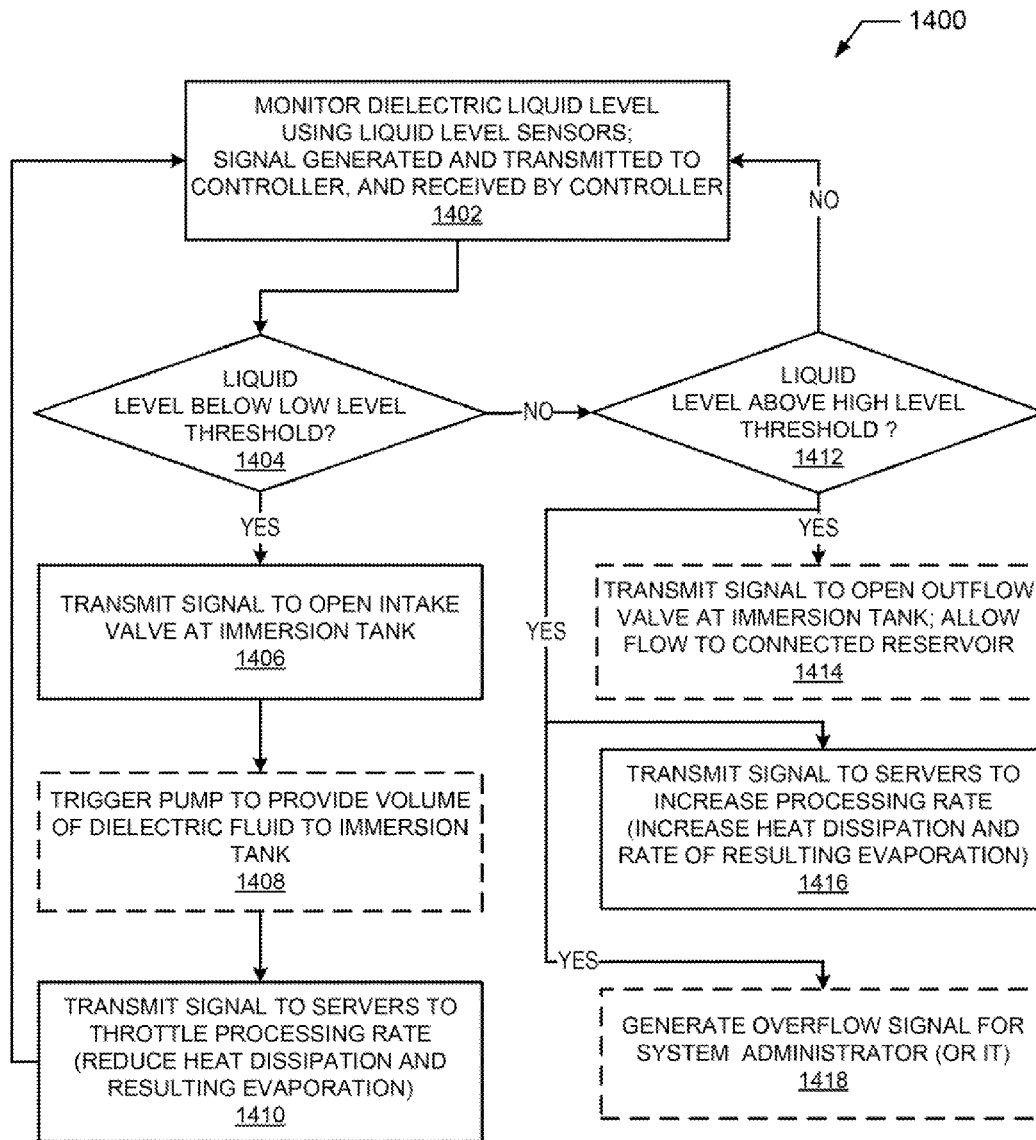 1400
MONITOR DIELECTRIC LIQUID LEVEL
USING LIQUID LEVEL SENSORS;
SIGNAL GENERATED AND TRANSMITTED TO
CONTROLLER, AND RECEIVED BY CONTROLLER
1402
NO
LIQUID
LEVEL BELOW LOW LEVEL
THRESHOLD?
1404
NO
LIQUID
LEVEL ABOVE HIGH LEVEL
THRESHOLD ?
1412
YES
YES
YES
TRANSMIT SIGNAL TO OPEN INTAKE
VALVE AT IMMERSION TANK
1406
TRANSMIT SIGNAL TO OPEN OUTFLOW
VALVE AT IMMERSION TANK; ALLOW
FLOW TO CONNECTED RESERVOIR
1414
TRIGGER PUMP TO PROVIDE VOLUME
OF DIELECTRIC FLUID TO IMMERSION
TANK
1408
TRANSMIT SIGNAL TO SERVERS TO
INCREASE PROCESSING RATE
(INCREASE HEAT DISSIPATION AND
RATE OF RESULTING EVAPORATION)
1416
YES
TRANSMIT SIGNAL TO SERVERS TO
THROTTLE PROCESSING RATE
(REDUCE HEAT DISSIPATION AND
RESULTING EVAPORATION)
1410
GENERATE OVERFLOW SIGNAL FOR
SYSTEM ADMINISTRATOR (OR IT)
1418